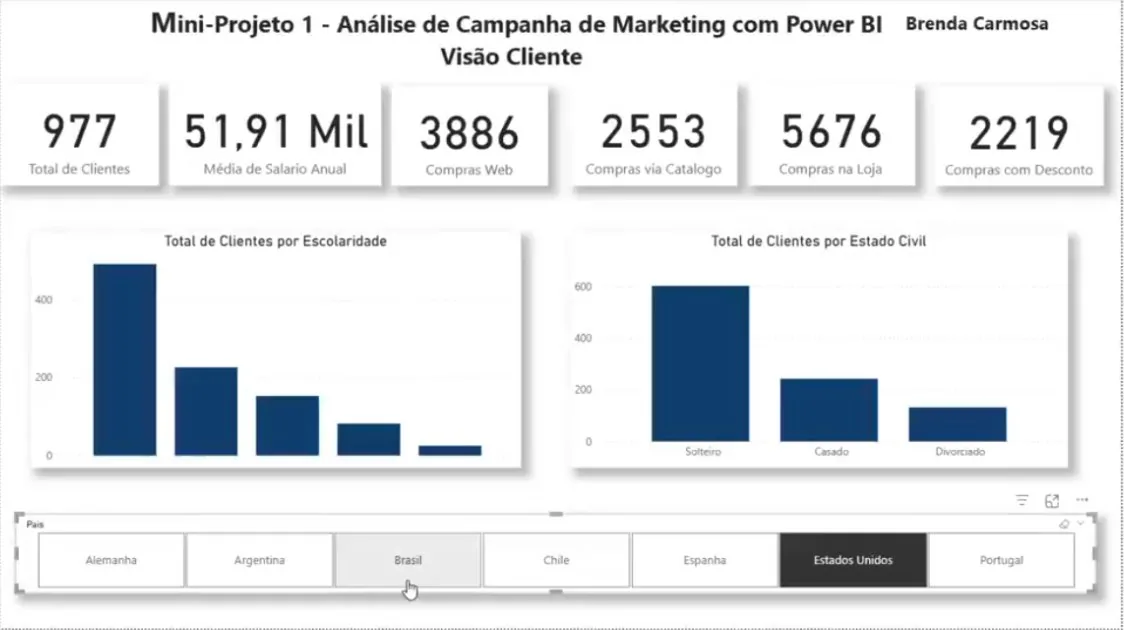 Mini-Projeto 1 - Análise de Campanha de Marketing com Power BI
Brenda Carmosa
Visão Cliente
977
Total de Clientes
51,91 Mil
Média de Salario Anual
3886
Compras Web
2553
Compras via Catalogo
5676
Compras na Loja
2219
Compras com Desconto
Total de Clientes por Escolaridade
400
200
0
Total de Clientes por Estado Civil
600
400
200
0
Solteiro
Casado
Divorciado
Pais
Alemanha
Argentina
Brasil
Chile
Espanha
Estados Unidos
Portugal